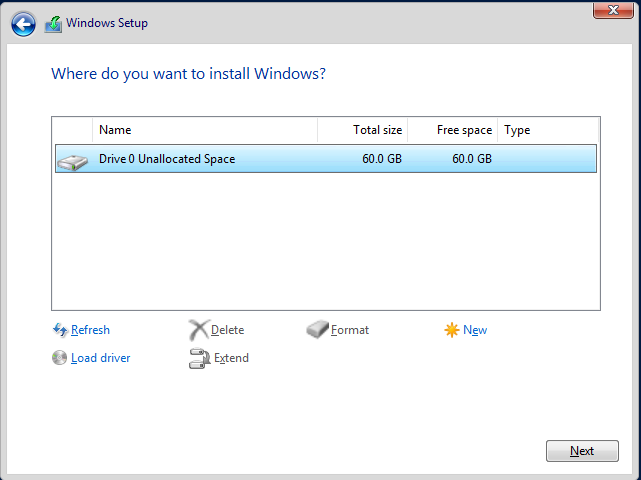 Windows Setup
Where do you want to install Windows?
Name Total size Free space Type
Drive 0 Unallocated Space 60.0 GB 60.0 GB
Refresh Delete Format New
Load driver Extend
Next